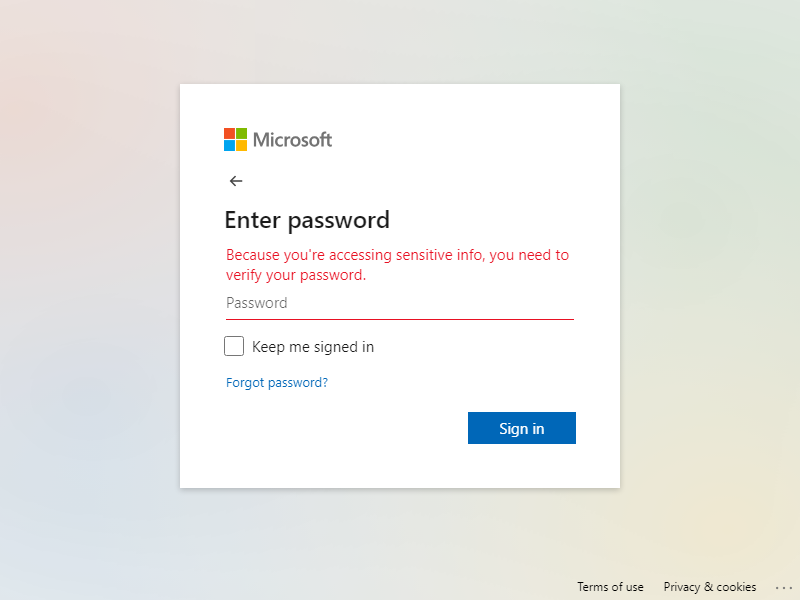 Microsoft
Enter password
Because you're accessing sensitive info, you need to
verify your password.
Password
Keep me signed in
Forgot password?
Sign in
Terms of use Privacy & cookies ...